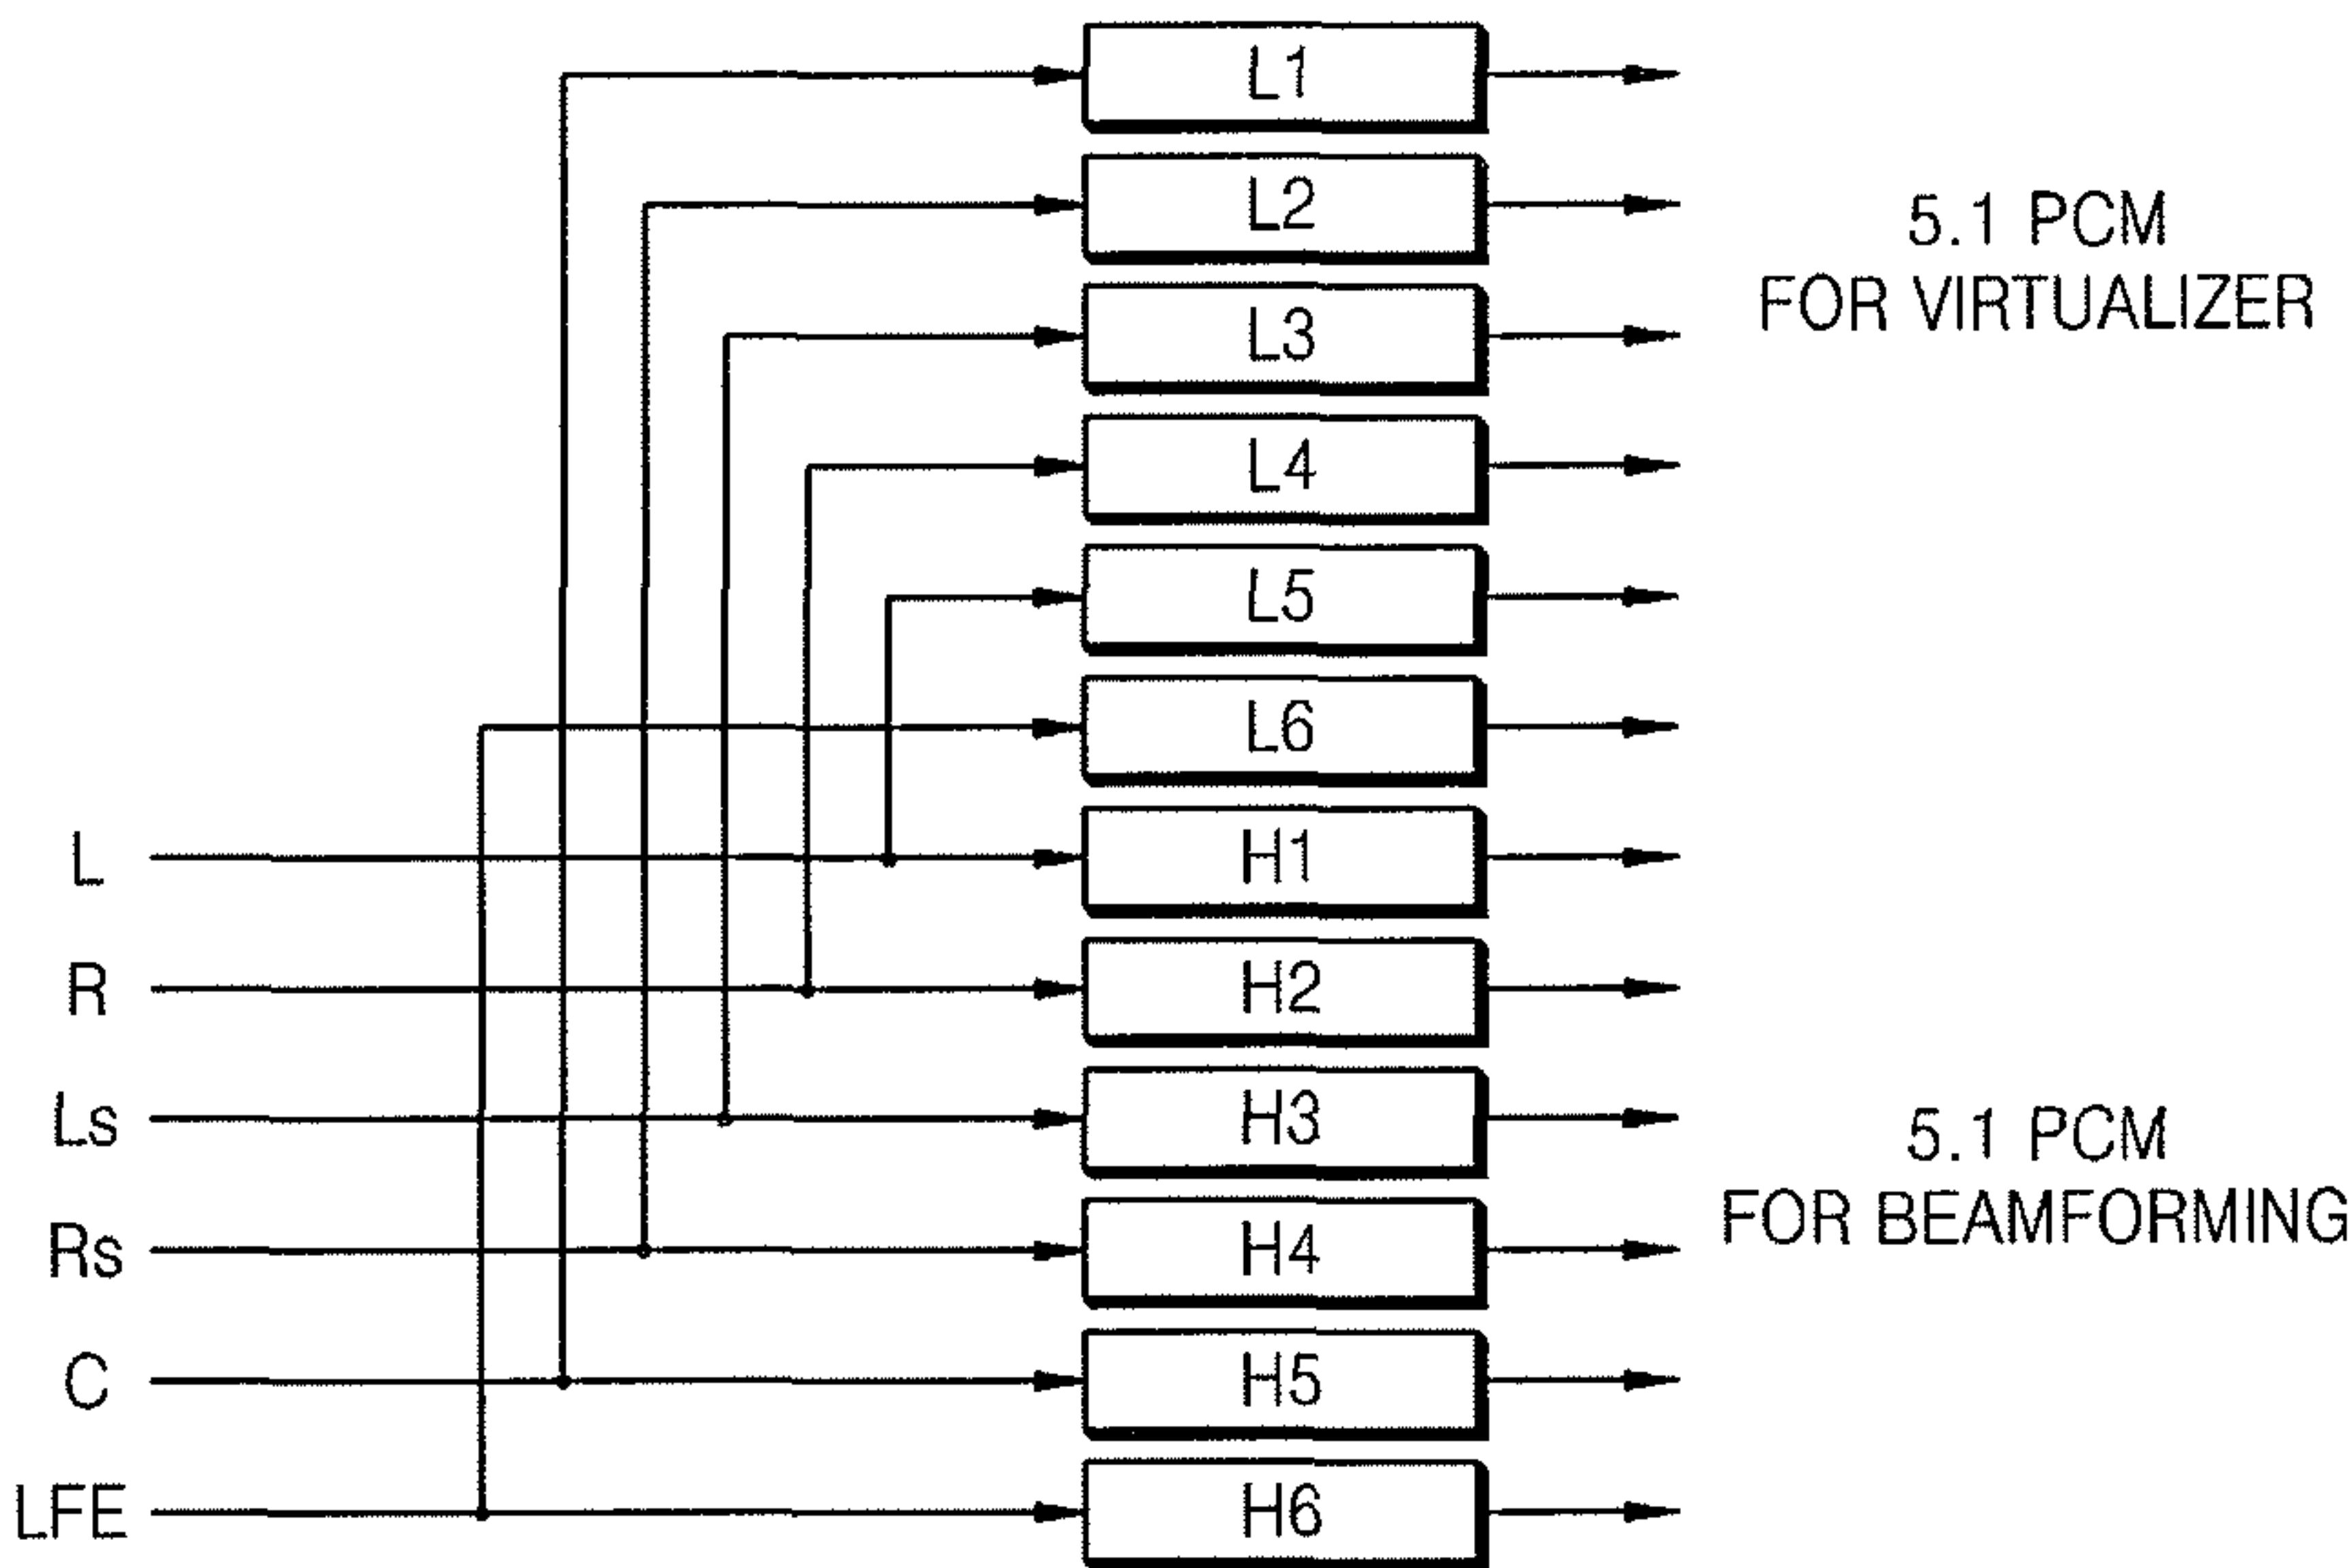 L1
L2
5.1 PCM
FOR VIRTUALIZER
L3
L4
L5
L6
L
H1
R
H2
Ls
H3
5.1 PCM
FOR BEAMFORMING
Rs
H4
C
H5
LFE
H6